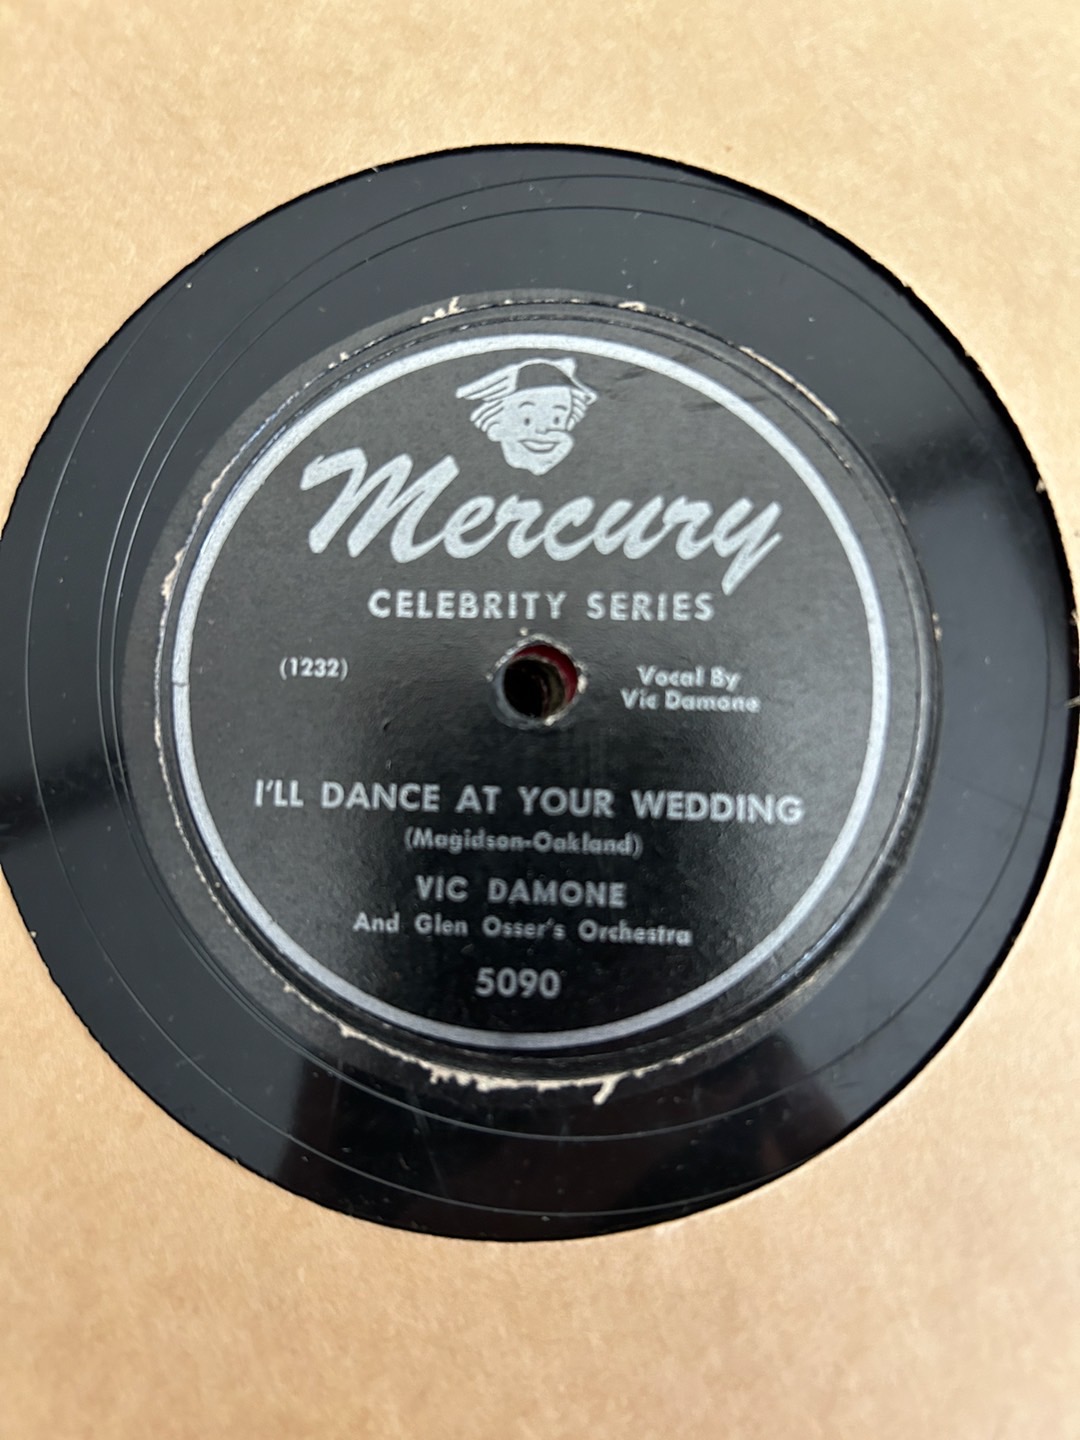 Mercury
CELEBRITY SERIES
(1232)
Vocal By
Vic Damone
I'LL DANCE AT YOUR WEDDING
(Magidson-Oakland)
VIC DAMONE
And Glen Osser's Orchestra
5090